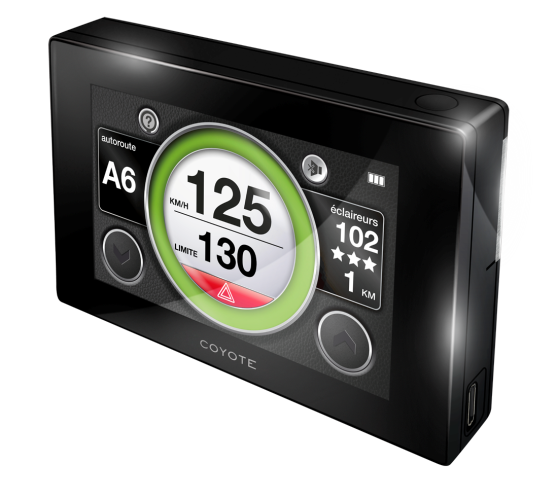 ?
autoroute
A6
125
KM/H
LIMITE 130
éclaireurs
102
1 KM
COYOTE